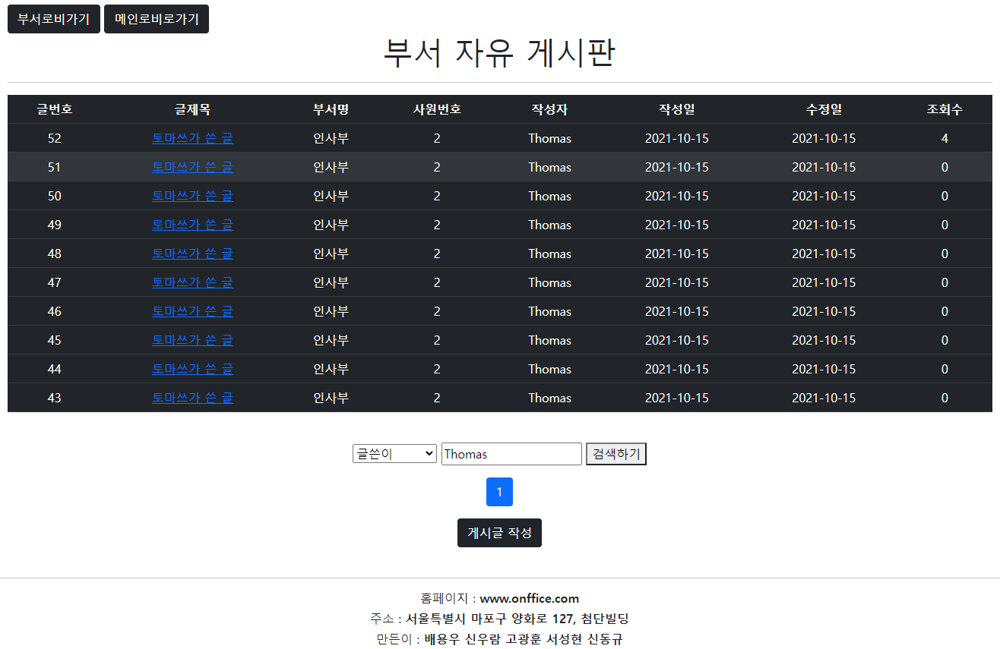 부서로비가기 메인로비로가기
부서 자유 게시판
글번호 글제목 부서명 사원번호 작성자 작성일 수정일 조회수
52 토마쓰가 쓴 글 인사부 2 Thomas 2021-10-15 2021-10-15 4
51 토마쓰가 쓴 글 인사부 2 Thomas 2021-10-15 2021-10-15 0
50 토마쓰가 쓴 글 인사부 2 Thomas 2021-10-15 2021-10-15 0
49 토마쓰가 쓴 글 인사부 2 Thomas 2021-10-15 2021-10-15 0
48 토마쓰가 쓴 글 인사부 2 Thomas 2021-10-15 2021-10-15 0
47 토마쓰가 쓴 글 인사부 2 Thomas 2021-10-15 2021-10-15 0
46 토마쓰가 쓴 글 인사부 2 Thomas 2021-10-15 2021-10-15 0
45 토마쓰가 쓴 글 인사부 2 Thomas 2021-10-15 2021-10-15 0
44 토마쓰가 쓴 글 인사부 2 Thomas 2021-10-15 2021-10-15 0
43 토마쓰가 쓴 글 인사부 2 Thomas 2021-10-15 2021-10-15 0
글쓴이 Thomas 검색하기
1
게시글 작성
홈페이지 : www.onffice.com
주소 : 서울특별시 마포구 양화로 127, 첨단빌딩
만든이 : 배용우 신우람 고광훈 서성현 신동규